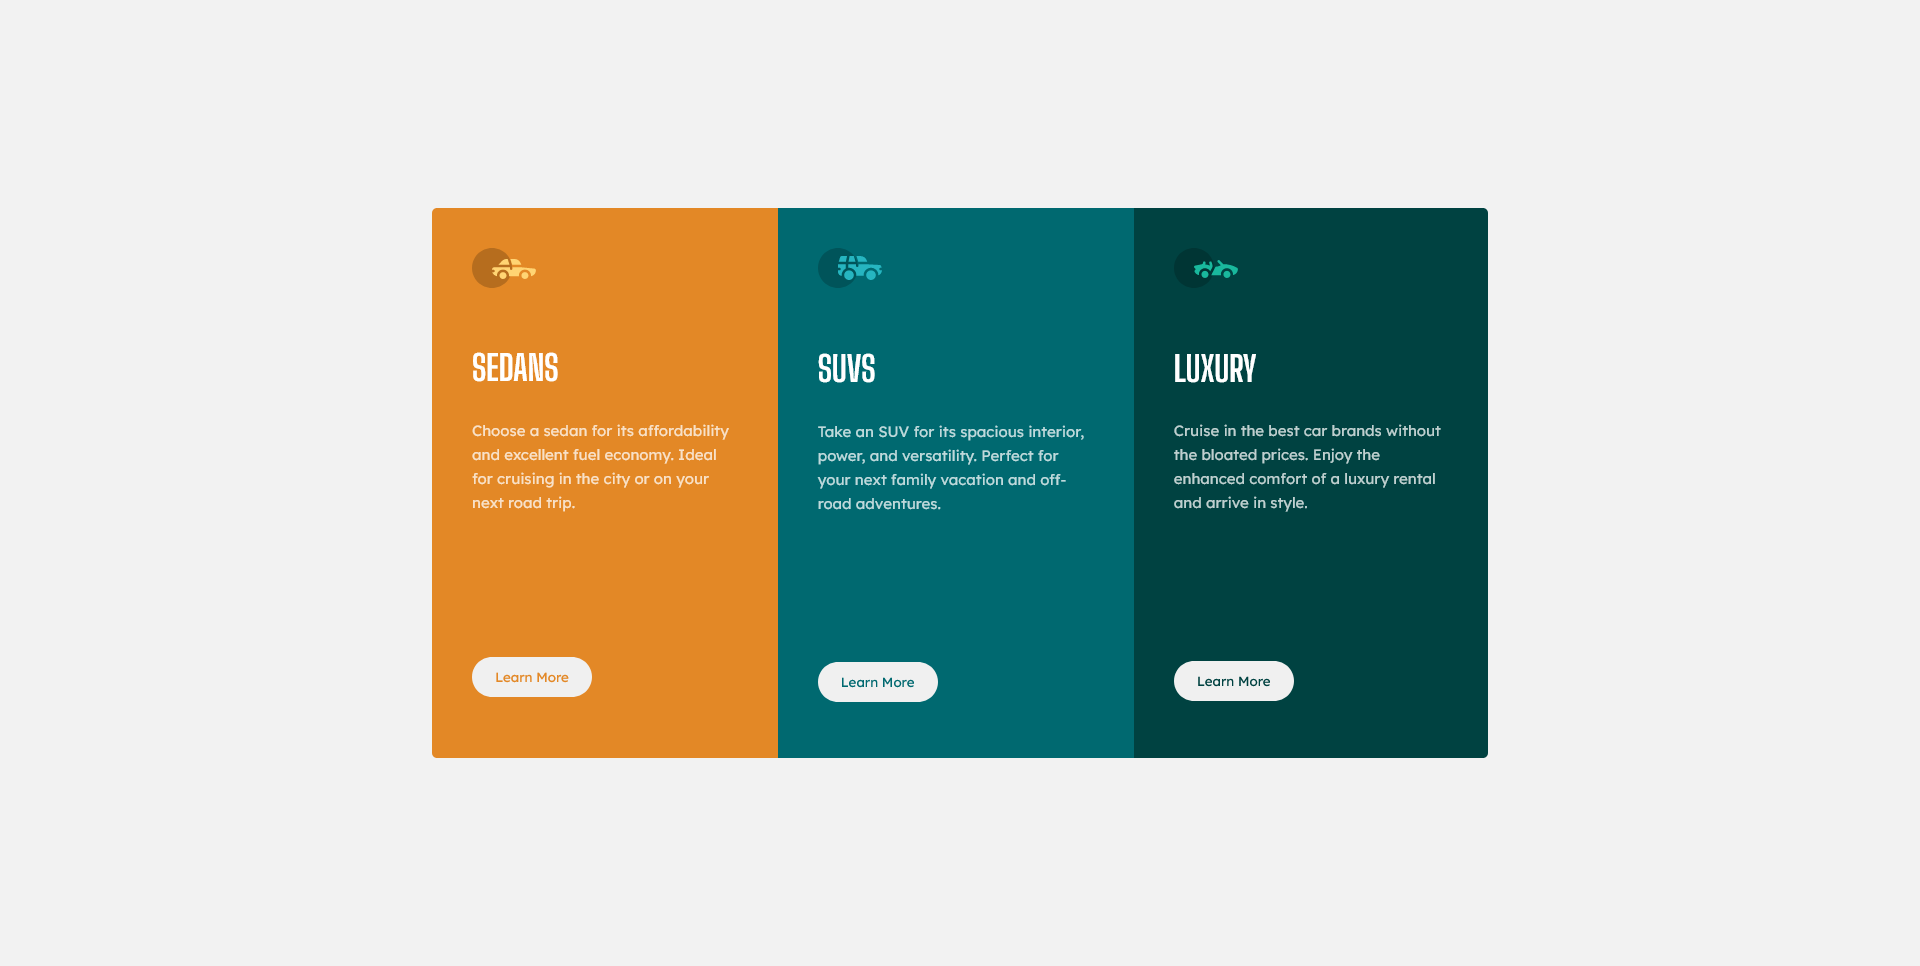 SEDANS
Choose a sedan for its affordability
and excellent fuel economy. Ideal
for cruising in the city or on your
next road trip.
Learn More
SUVS
Take an SUV for its spacious interior,
power, and versatility. Perfect for
your next family vacation and off-
road adventures.
Learn More
LUXURY
Cruise in the best car brands without
the bloated prices. Enjoy the
enhanced comfort of a luxury rental
and arrive in style.
Learn More